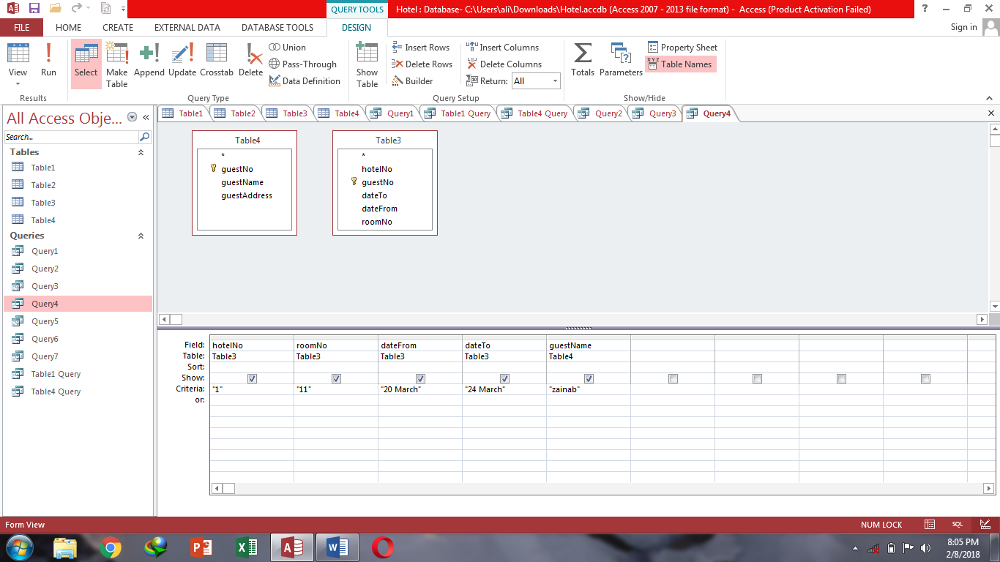 QUERY TOOLS
Hotel : Database- C:\Users\ali\Downloads\Hotel.accdb (Access 2007 - 2013 file format) - Access (Product Activation Failed)
FILE HOME CREATE EXTERNAL DATA DATABASE TOOLS DESIGN Sign in
View Run Select Make Table Append Update Crosstab Delete
Union
Pass-Through
Data Definition
Show Table
Insert Rows
Delete Rows
Builder
Insert Columns
Delete Columns
Return: All
Totals Parameters
Property Sheet
Table Names
Results Query Type Query Setup Show/Hide
All Access Obje...
Search...
Tables
Table1
Table2
Table3
Table4
Queries
Query1
Query2
Query3
Query4
Query5
Query6
Query7
Table1 Query
Table4 Query
Table1 Table2 Table3 Table4 Query1 Table1 Query Table4 Query Query2 Query3 Query4
Table4
*
guestNo
guestName
guestAddress
Table3
*
hotelNo
guestNo
dateTo
dateFrom
roomNo
Field: hotelNo roomNo dateFrom dateTo guestName
Table: Table3 Table3 Table3 Table3 Table4
Sort:
Show:
Criteria: "1" "11" "20 March" "24 March" "zainab"
or:
Form View NUM LOCK SQL
8:05 PM
2/8/2018